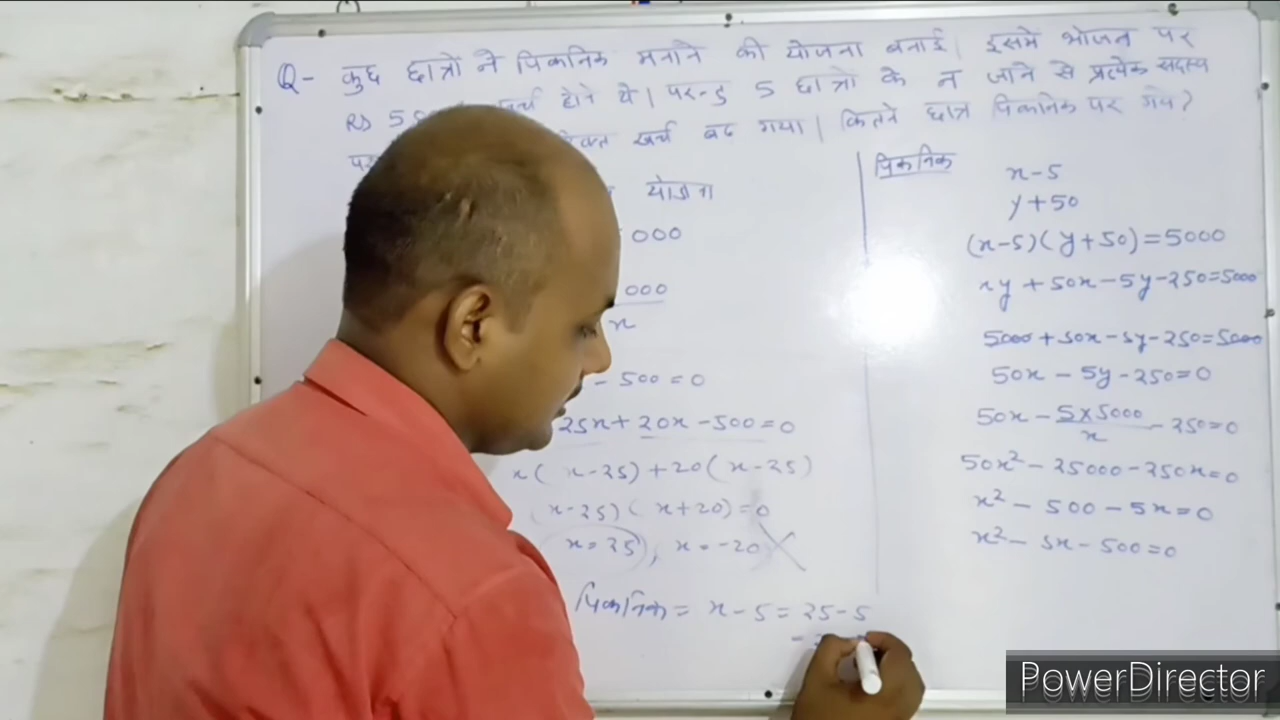 Q- कुछ छात्रो ने पिकनिक मनाने की योजना बनाई | इसमे भोजन पर
RS खर्च होने थे | परन्तु 5 छात्रो के न जाने से प्रत्येक सदस्य
पर खर्च बढ़ गया | कितने छात्र पिकनिक पर गये?
योजना
000
000
x
- 500 = 0
25x + 20x - 500 = 0
x( x-25) + 20( x-25)
(x-25)( x+20) = 0
x = 25, x = -20
पिकनिक = x - 5 = 25 - 5
पिकनिक
x-5
y+50
(x-5)(y+50)=5000
xy + 50x - 5y - 250 = 5000
5000 + 50x - 5y - 250 = 5000
50x - 5y - 250 = 0
50x - 5×5000/x - 250 = 0
50x² - 25000 - 250x = 0
x² - 500 - 5x = 0
x² - 5x - 500 = 0
PowerDirector